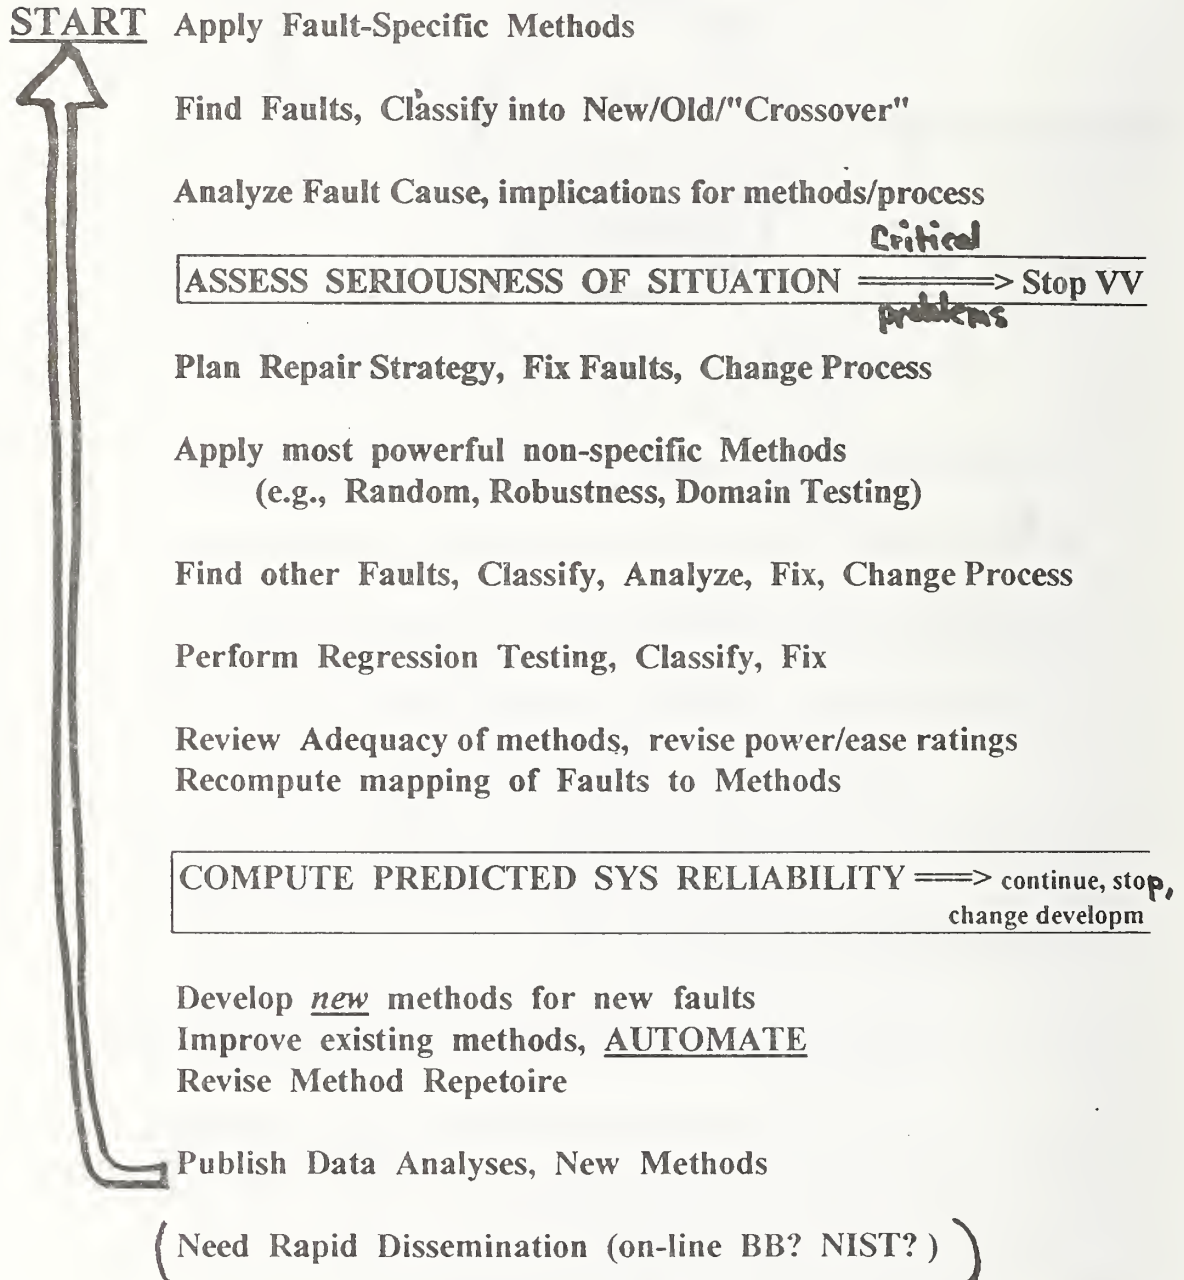 START Apply Fault-Specific Methods
Find Faults, Classify into New/Old/"Crossover"
Analyze Fault Cause, implications for methods/process
Critical
ASSESS SERIOUSNESS OF SITUATION ====> Stop VV
problems
Plan Repair Strategy, Fix Faults, Change Process
Apply most powerful non-specific Methods
(e.g., Random, Robustness, Domain Testing)
Find other Faults, Classify, Analyze, Fix, Change Process
Perform Regression Testing, Classify, Fix
Review Adequacy of methods, revise power/ease ratings
Recompute mapping of Faults to Methods
COMPUTE PREDICTED SYS RELIABILITY ===> continue, stop,
change developm
Develop new methods for new faults
Improve existing methods, AUTOMATE
Revise Method Repetoire
Publish Data Analyses, New Methods
(Need Rapid Dissemination (on-line BB? NIST? ) )